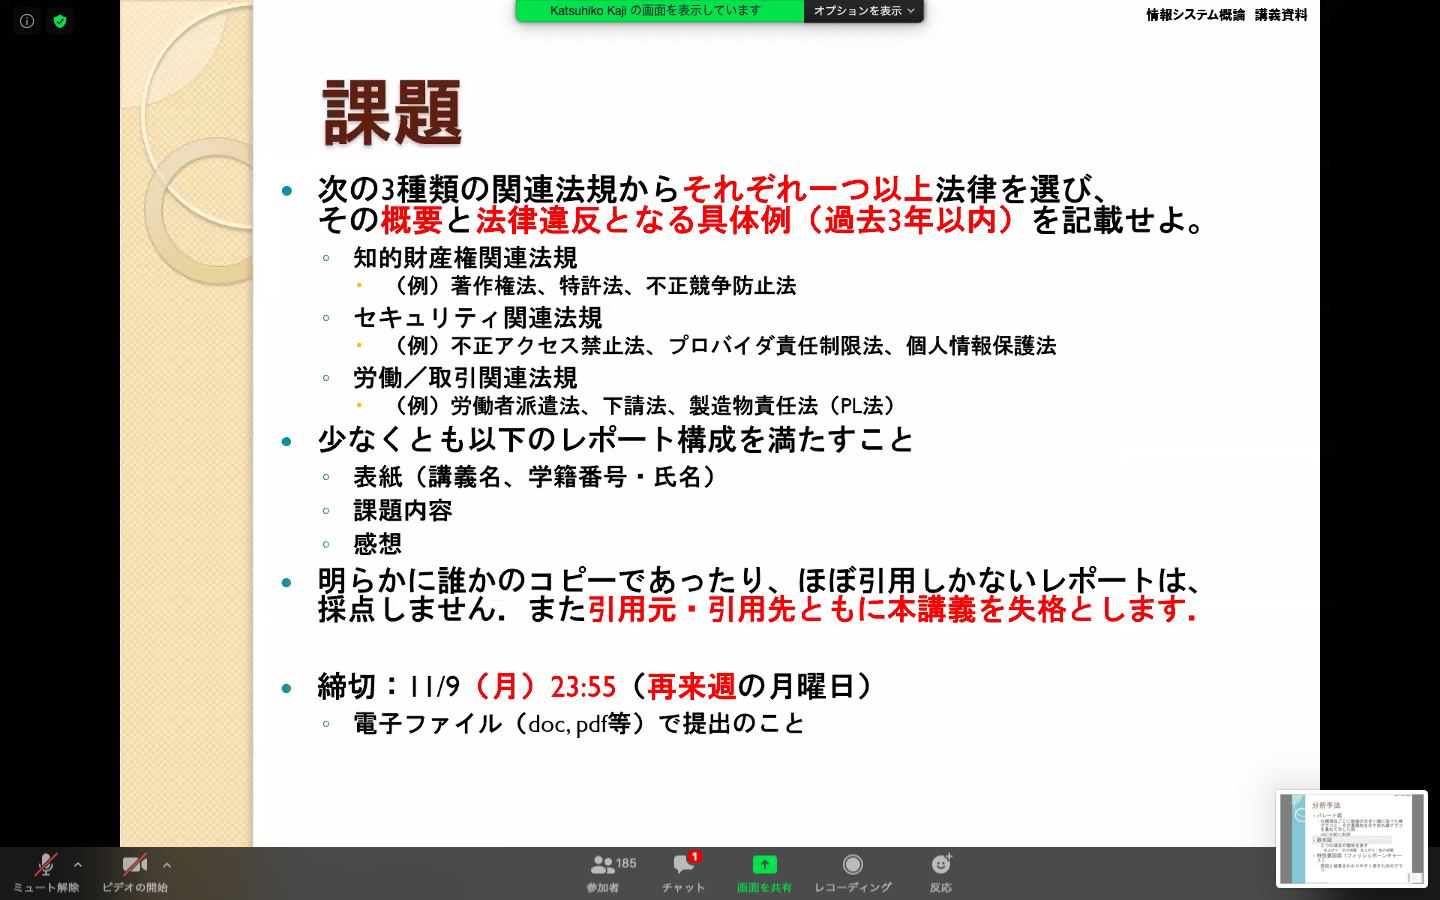 Katsuhiko Kaji の画面を表示しています
オプションを表示
情報システム概論 講義資料
課題
次の3種類の関連法規からそれぞれ一つ以上法律を選び、
その概要と法律違反となる具体例（過去3年以内）を記載せよ。
知的財産権関連法規
（例）著作権法、特許法、不正競争防止法
セキュリティ関連法規
（例）不正アクセス禁止法、プロバイダ責任制限法、個人情報保護法
労働／取引関連法規
（例）労働者派遣法、下請法、製造物責任法（PL法）
少なくとも以下のレポート構成を満たすこと
表紙（講義名、学籍番号・氏名）
課題内容
感想
明らかに誰かのコピーであったり、ほぼ引用しかないレポートは、
採点しません．また引用元・引用先ともに本講義を失格とします．
締切：11/9（月）23:55（再来週の月曜日）
電子ファイル（doc, pdf等）で提出のこと
分析手法
パレート図
散布図
ミュート解除
ビデオの開始
185
参加者
1
チャット
画面を共有
レコーディング
反応